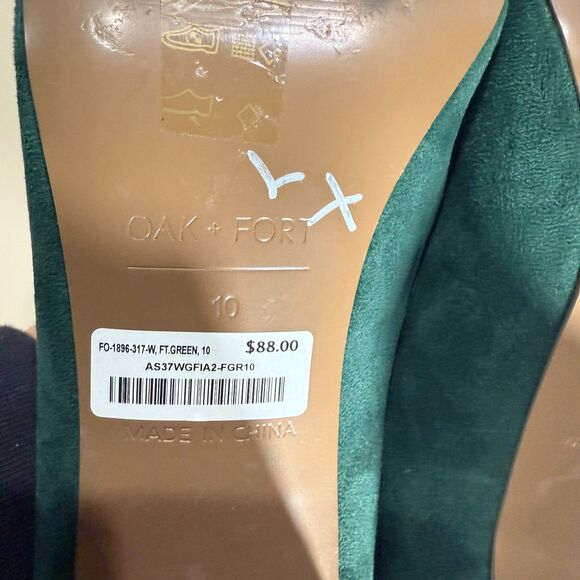 r x
OAK + FORT
10
FO-1896-317-W, FT.GREEN, 10 $88.00
AS37WGFIA2-FGR10
MADE IN CHINA